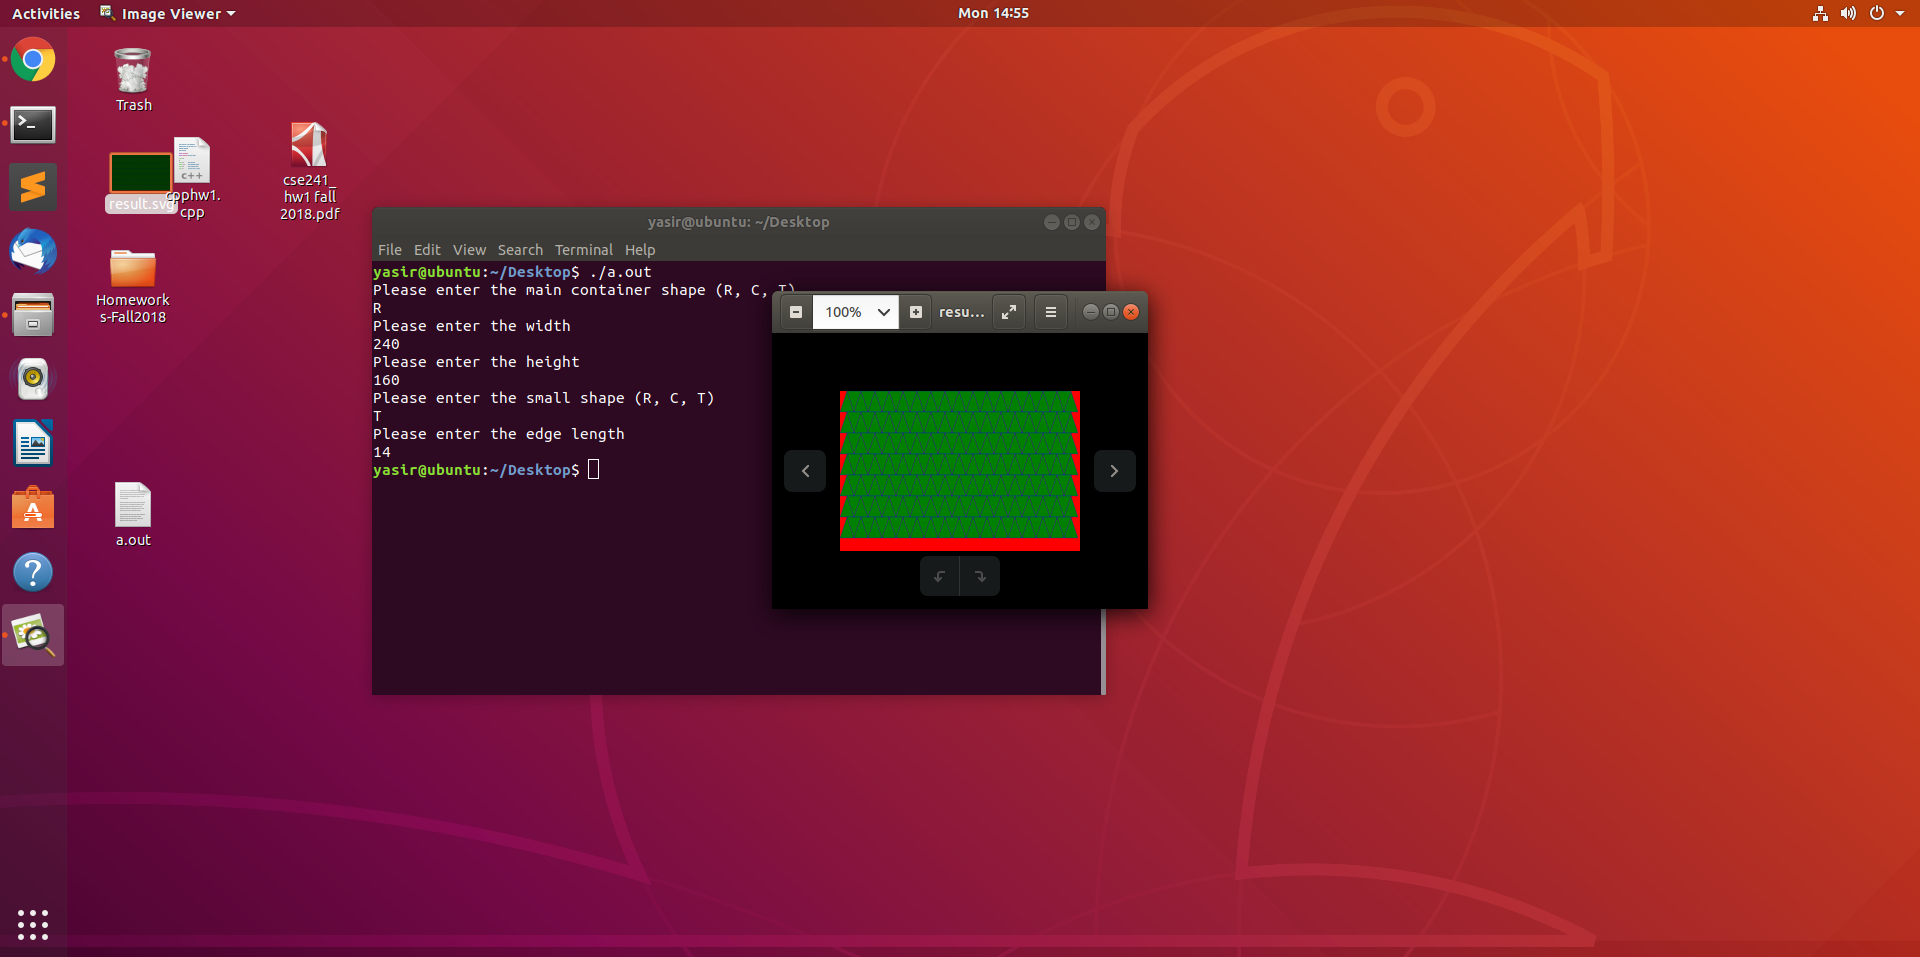 Activities
Image Viewer
Mon 14:55
Trash
c++
result.svg
cpphw1.
cpp
cse241_
hw1 fall
2018.pdf
Homework
s-Fall2018
a.out
yasir@ubuntu: ~/Desktop
File Edit View Search Terminal Help
yasir@ubuntu:~/Desktop$ ./a.out
Please enter the main container shape (R, C, T)
R
Please enter the width
240
Please enter the height
160
Please enter the small shape (R, C, T)
T
Please enter the edge length
14
yasir@ubuntu:~/Desktop$
100%
resu...